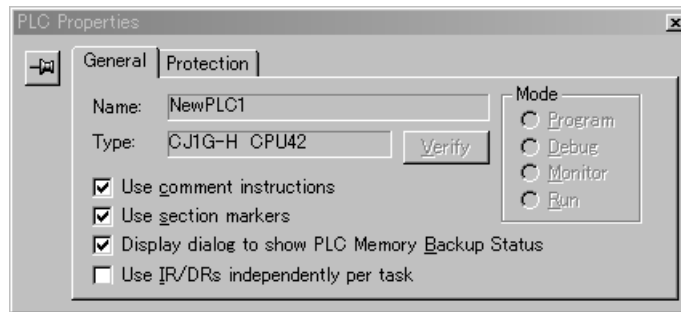 PLC Properties
General
Protection
Name:
NewPLC1
Type:
CJ1G-H CPU42
Verify
Mode
Program
Debug
Monitor
Run
Use comment instructions
Use section markers
Display dialog to show PLC Memory Backup Status
Use IR/DRs independently per task